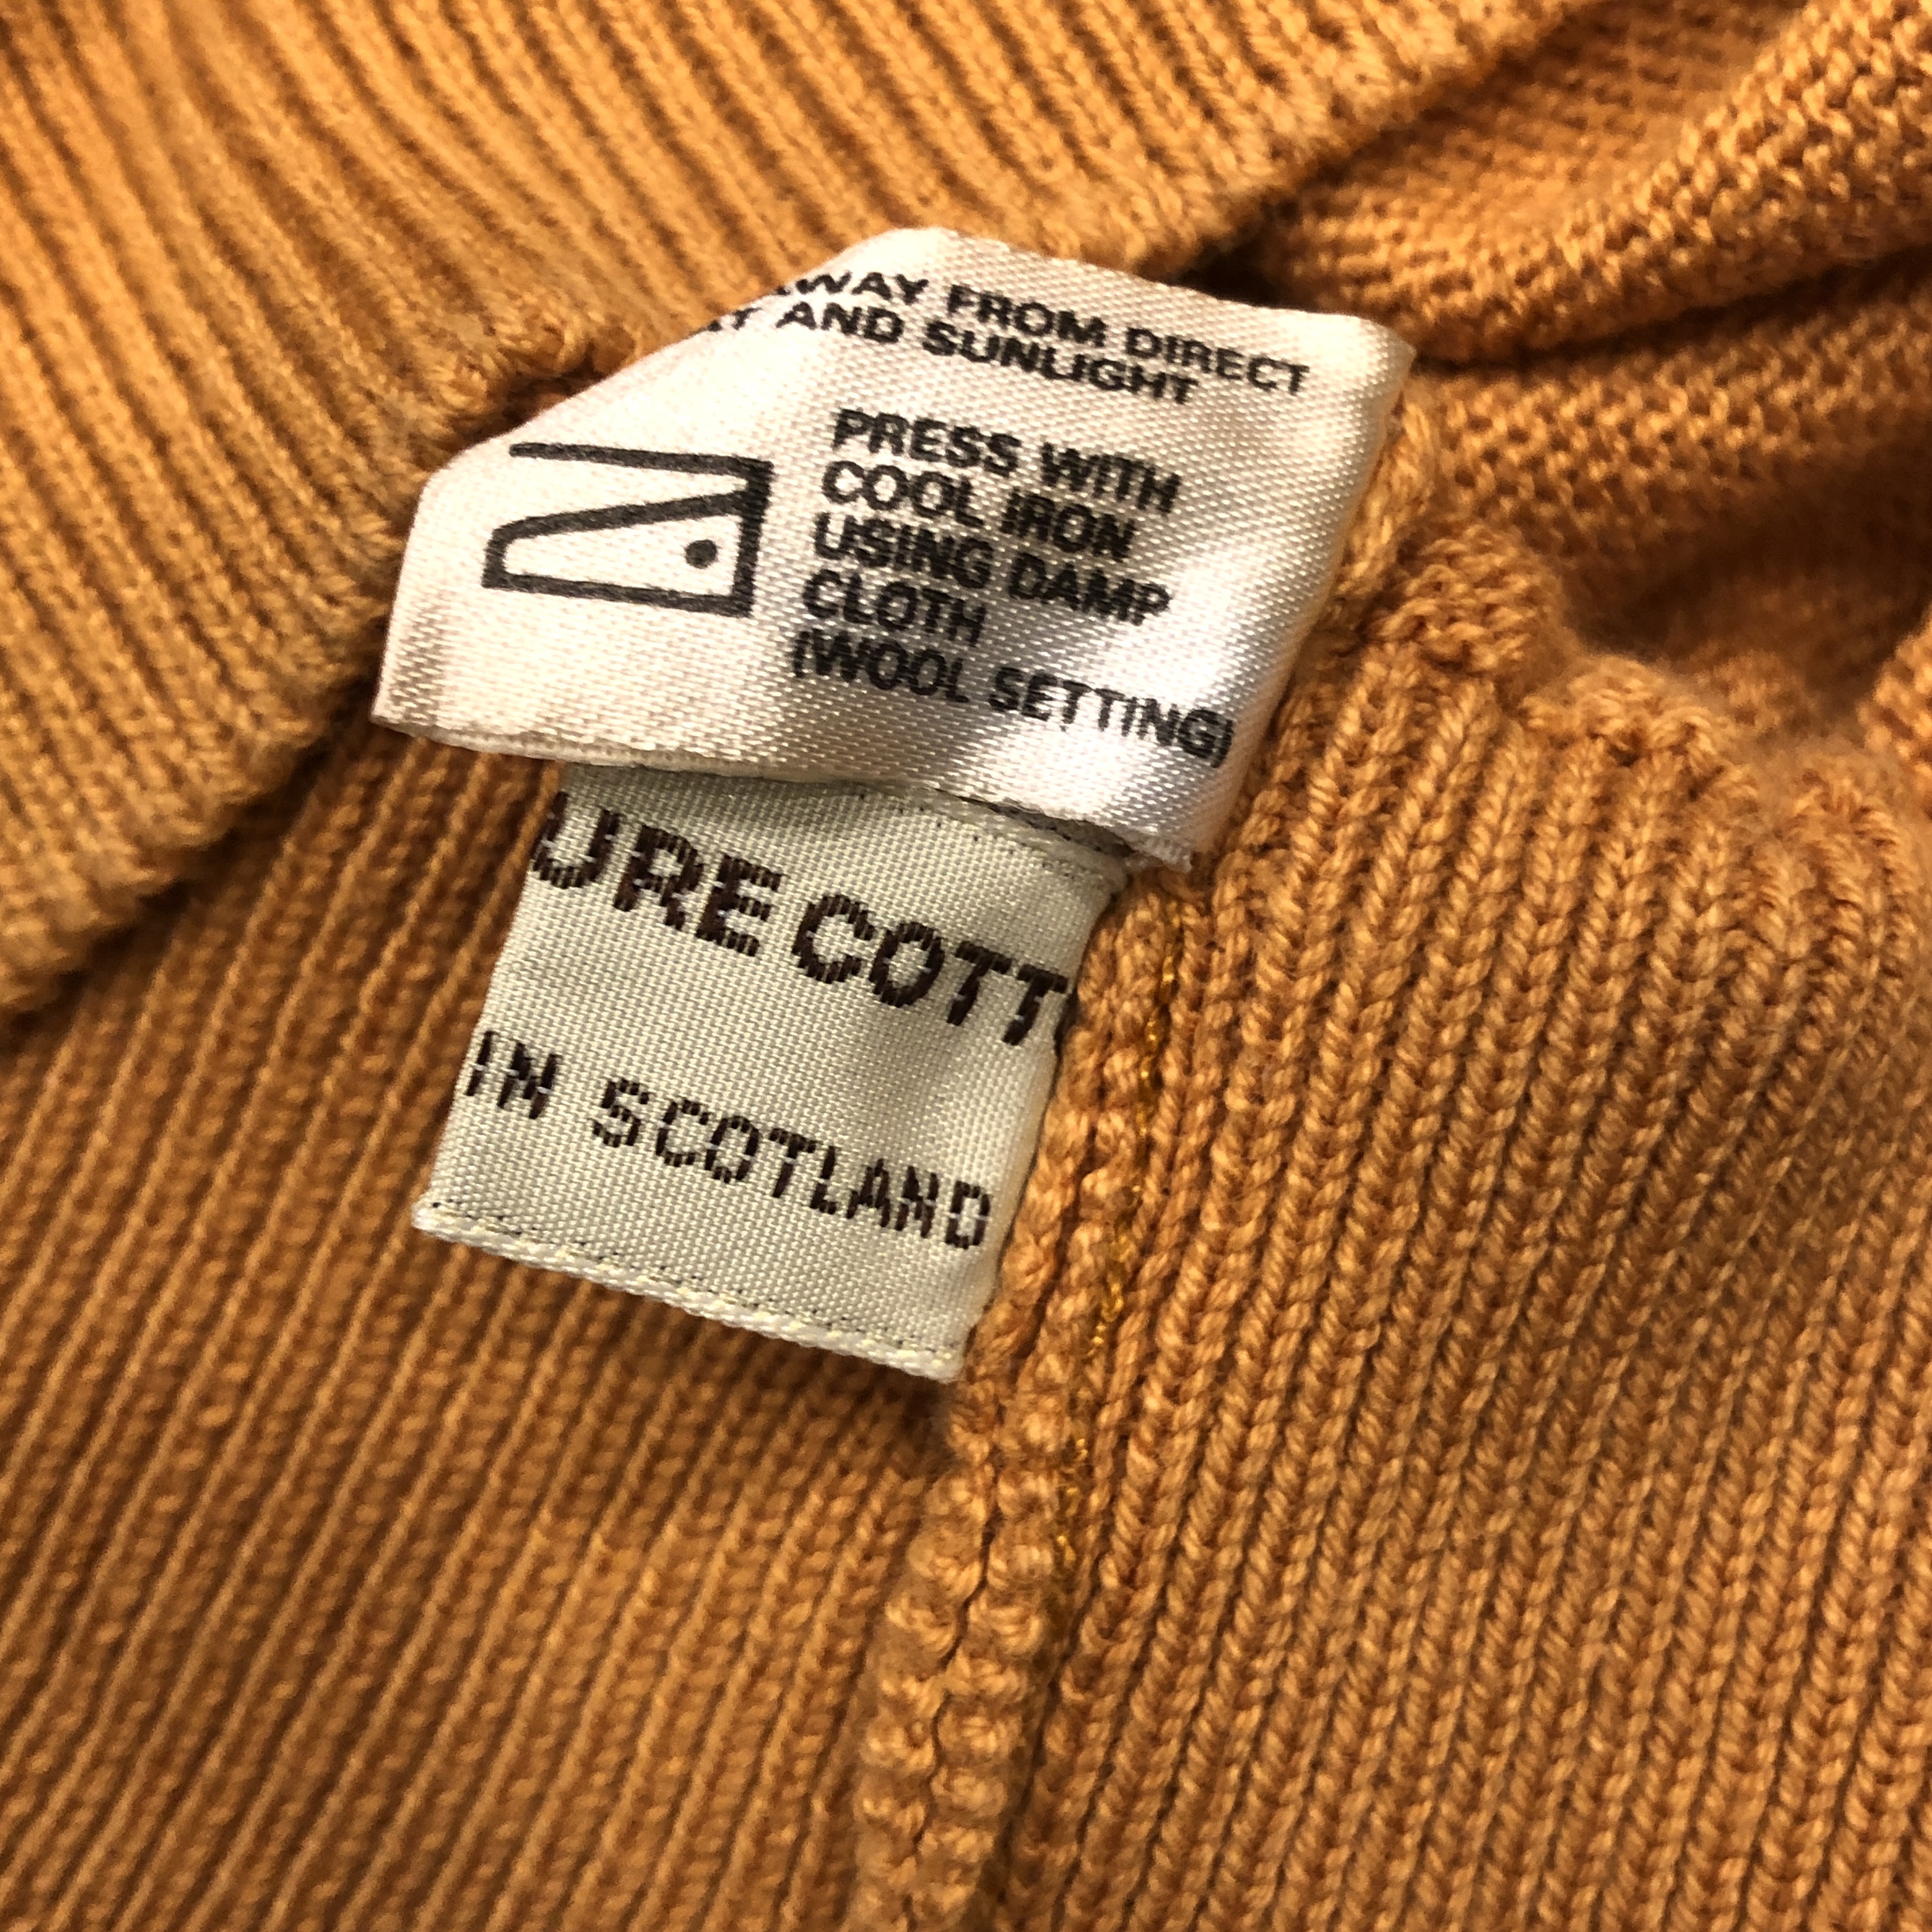 AWAY FROM DIRECT
AND SUNLIGHT
PRESS WITH
COOL IRON
USING DAMP
CLOTH
(WOOL SETTING)
URE COTT
IN SCOTLAND